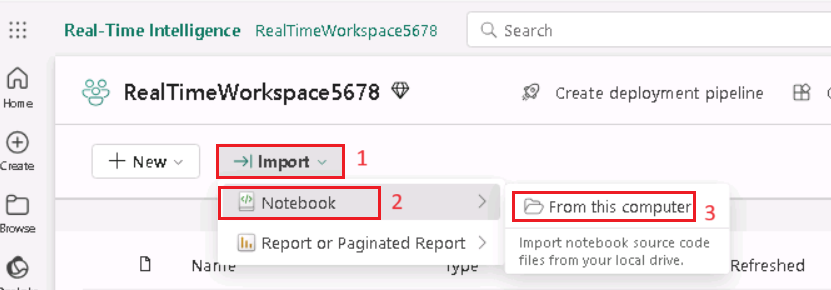 Real-Time Intelligence RealTimeWorkspace5678 Search
RealTimeWorkspace5678 Create deployment pipeline
Home
Create
Browse
+ New Import 1
Notebook 2
From this computer 3
Import notebook source code
files from your local drive.
Report or Paginated Report
Name Type Refreshed